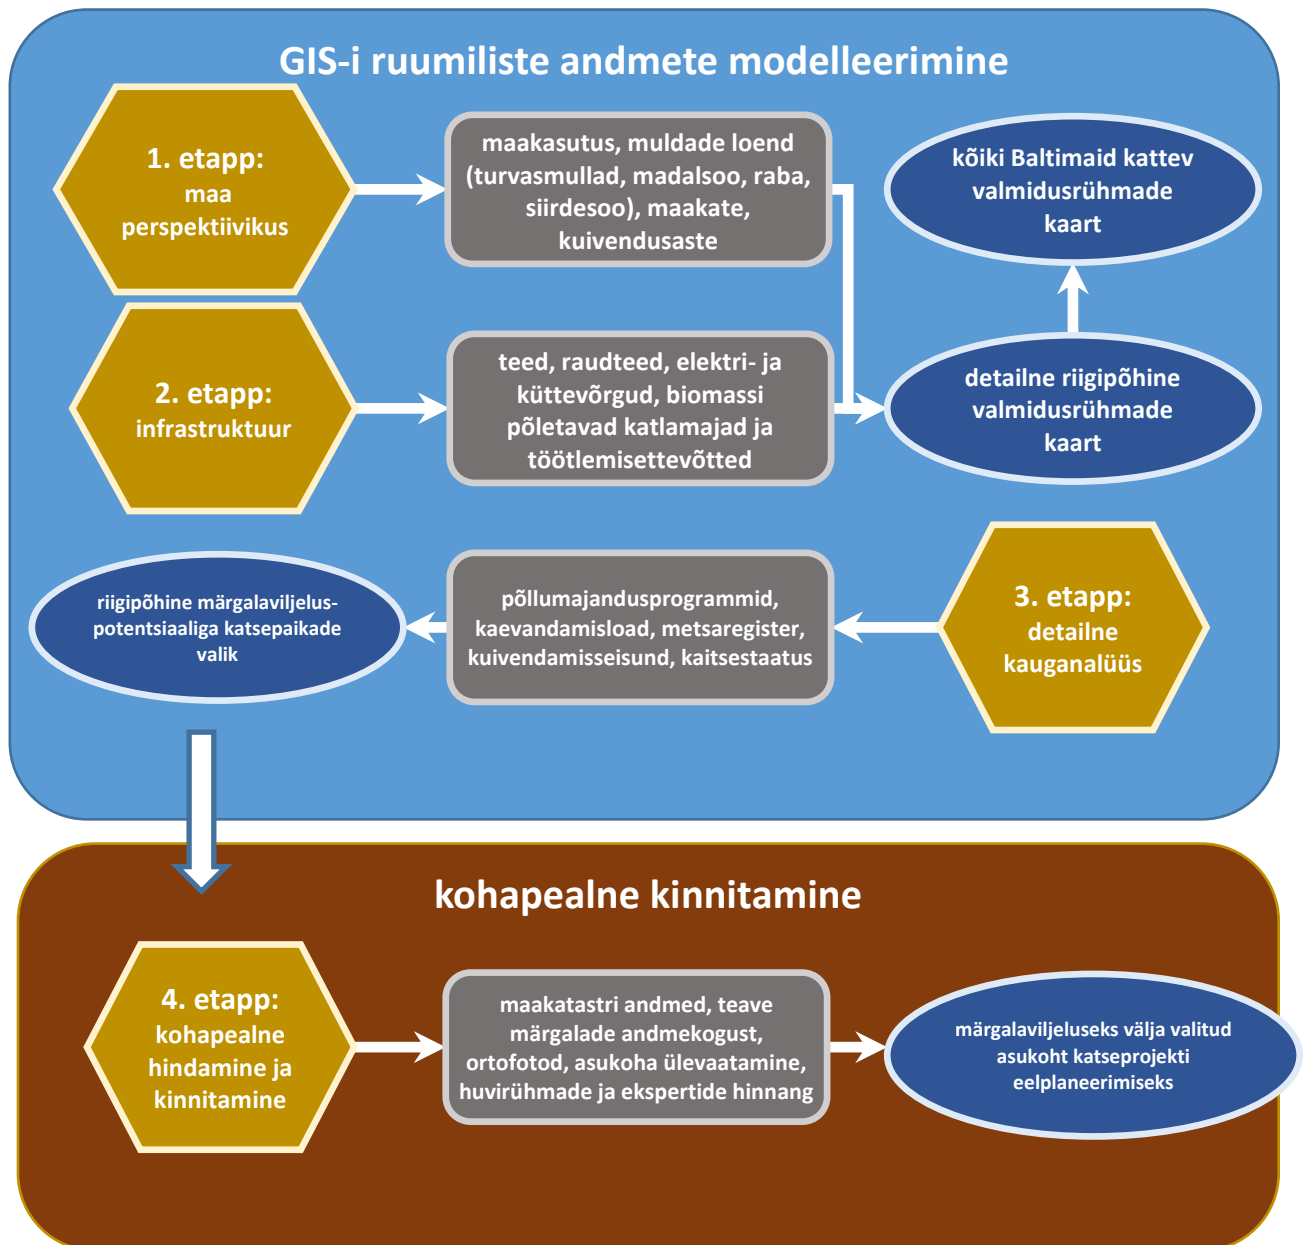 GIS-i ruumiliste andmete modelleerimine
1. etapp:
maa
perspektiivikus
maakasutus, muldade loend
(turvasmullad, madalsoo, raba,
siirdesoo), maakate,
kuivendusaste
kõiki Baltimaid kattev
valmidusrühmade
kaart
2. etapp:
infrastruktuur
teed, raudteed, elektri- ja
küttevõrgud, biomassi
põletavad katlamajad ja
töötlemisettevõtted
detailne riigipõhine
valmidusrühmade
kaart
riigipõhine märgalaviljelus-
potentsiaaliga katsepaikade
valik
põllumajandusprogrammid,
kaevandamisload, metsaregister,
kuivendamisseisund, kaitsestaatus
3. etapp:
detailne
kauganalüüs
kohapealne kinnitamine
4. etapp:
kohapealne
hindamine ja
kinnitamine
maakatastri andmed, teave
märgalade andmekogust,
ortofotod, asukoha ülevaatamine,
huvirühmade ja ekspertide hinnang
märgalaviljeluseks välja valitud
asukoht katseprojekti
eelplaneerimiseks